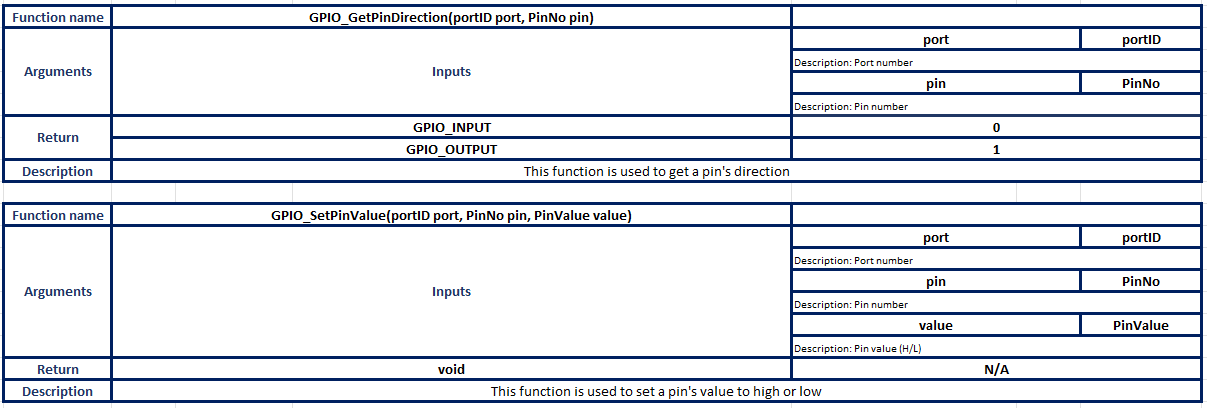 Function name GPIO_GetPinDirection(portID port, PinNo pin)
port portID
Arguments Inputs
Description: Port number
pin PinNo
Description: Pin number
Return
GPIO_INPUT 0
GPIO_OUTPUT 1
Description This function is used to get a pin's direction
Function name GPIO_SetPinValue(portID port, PinNo pin, PinValue value)
port portID
Description: Port number
Arguments Inputs
pin PinNo
Description: Pin number
value PinValue
Description: Pin value (H/L)
Return void N/A
Description This function is used to set a pin's value to high or low